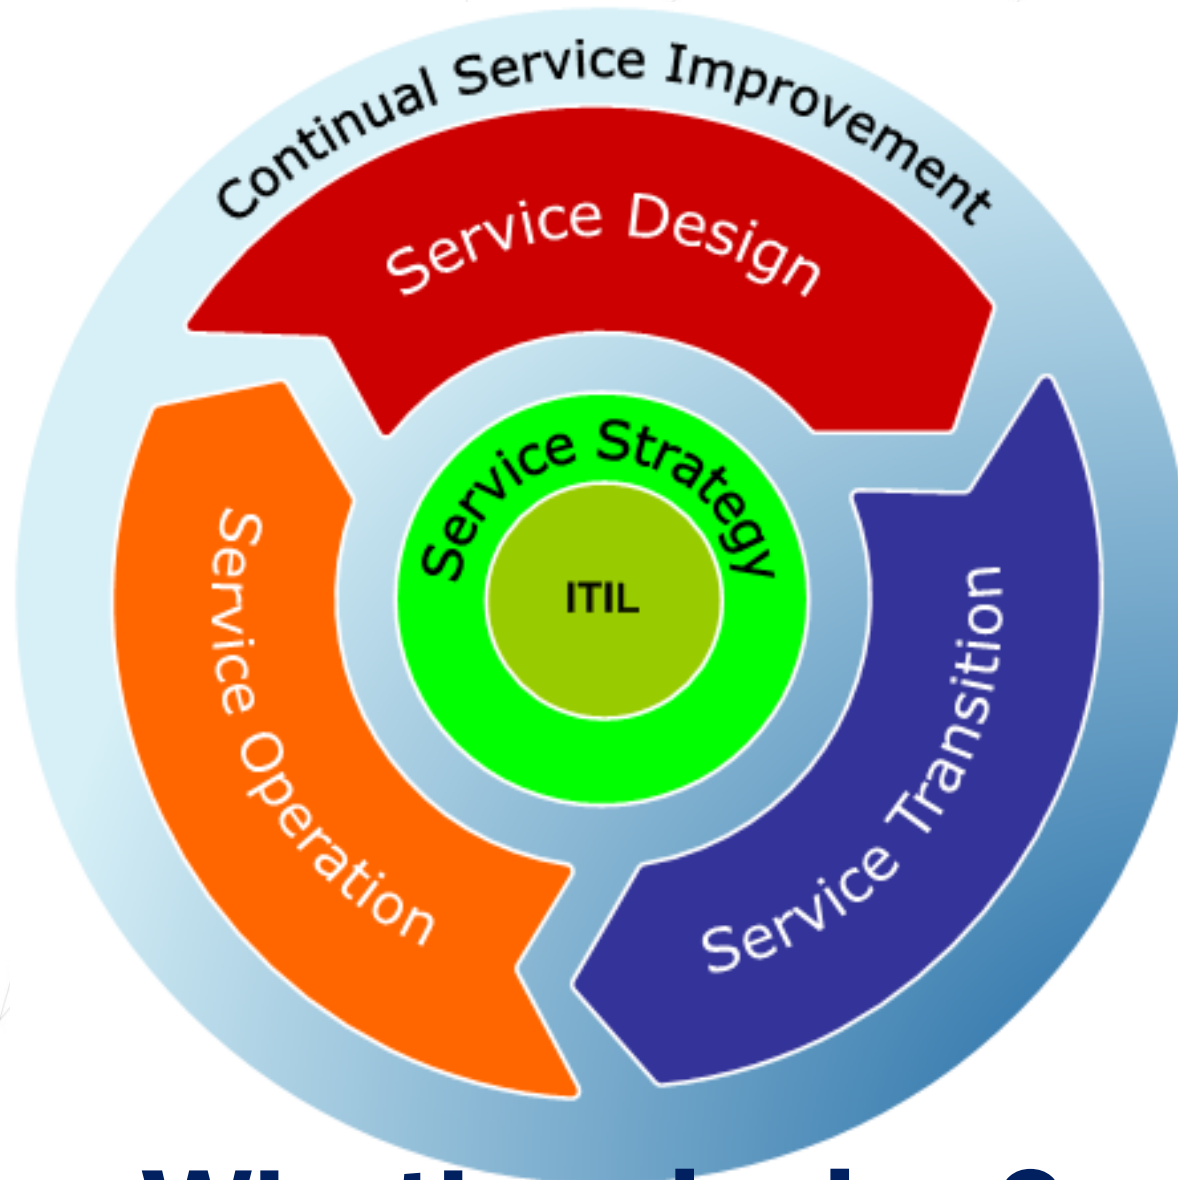 Continual Service Improvement
Service Design
Service Strategy
ITIL
Service Operation
Service Transition